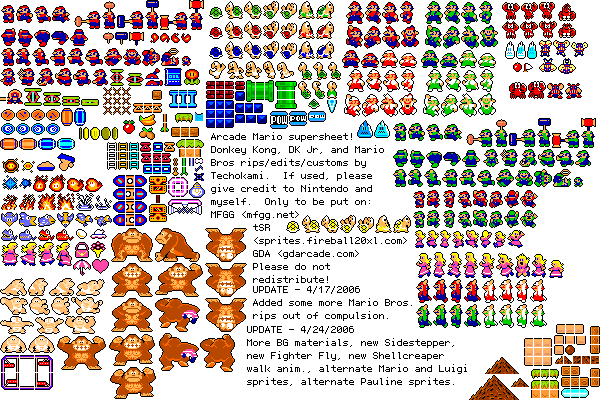 POW POW POW
Arcade Mario supersheet!
Donkey Kong, DK Jr, and Mario
Bros rips/edits/customs by
Techokami.  If used, please
give credit to Nintendo and
myself.  Only to be put on:
MFGG <mfgg.net>
tSR
<sprites.fireball20xl.com>
GDA <gdarcade.com>
Please do not
redistribute!
UPDATE - 4/17/2006
Added some more Mario Bros.
rips out of compulsion.
UPDATE - 4/24/2006
More BG materials, new Sidestepper,
new Fighter Fly, new Shellcreaper
walk anim., alternate Mario and Luigi
sprites, alternate Pauline sprites.